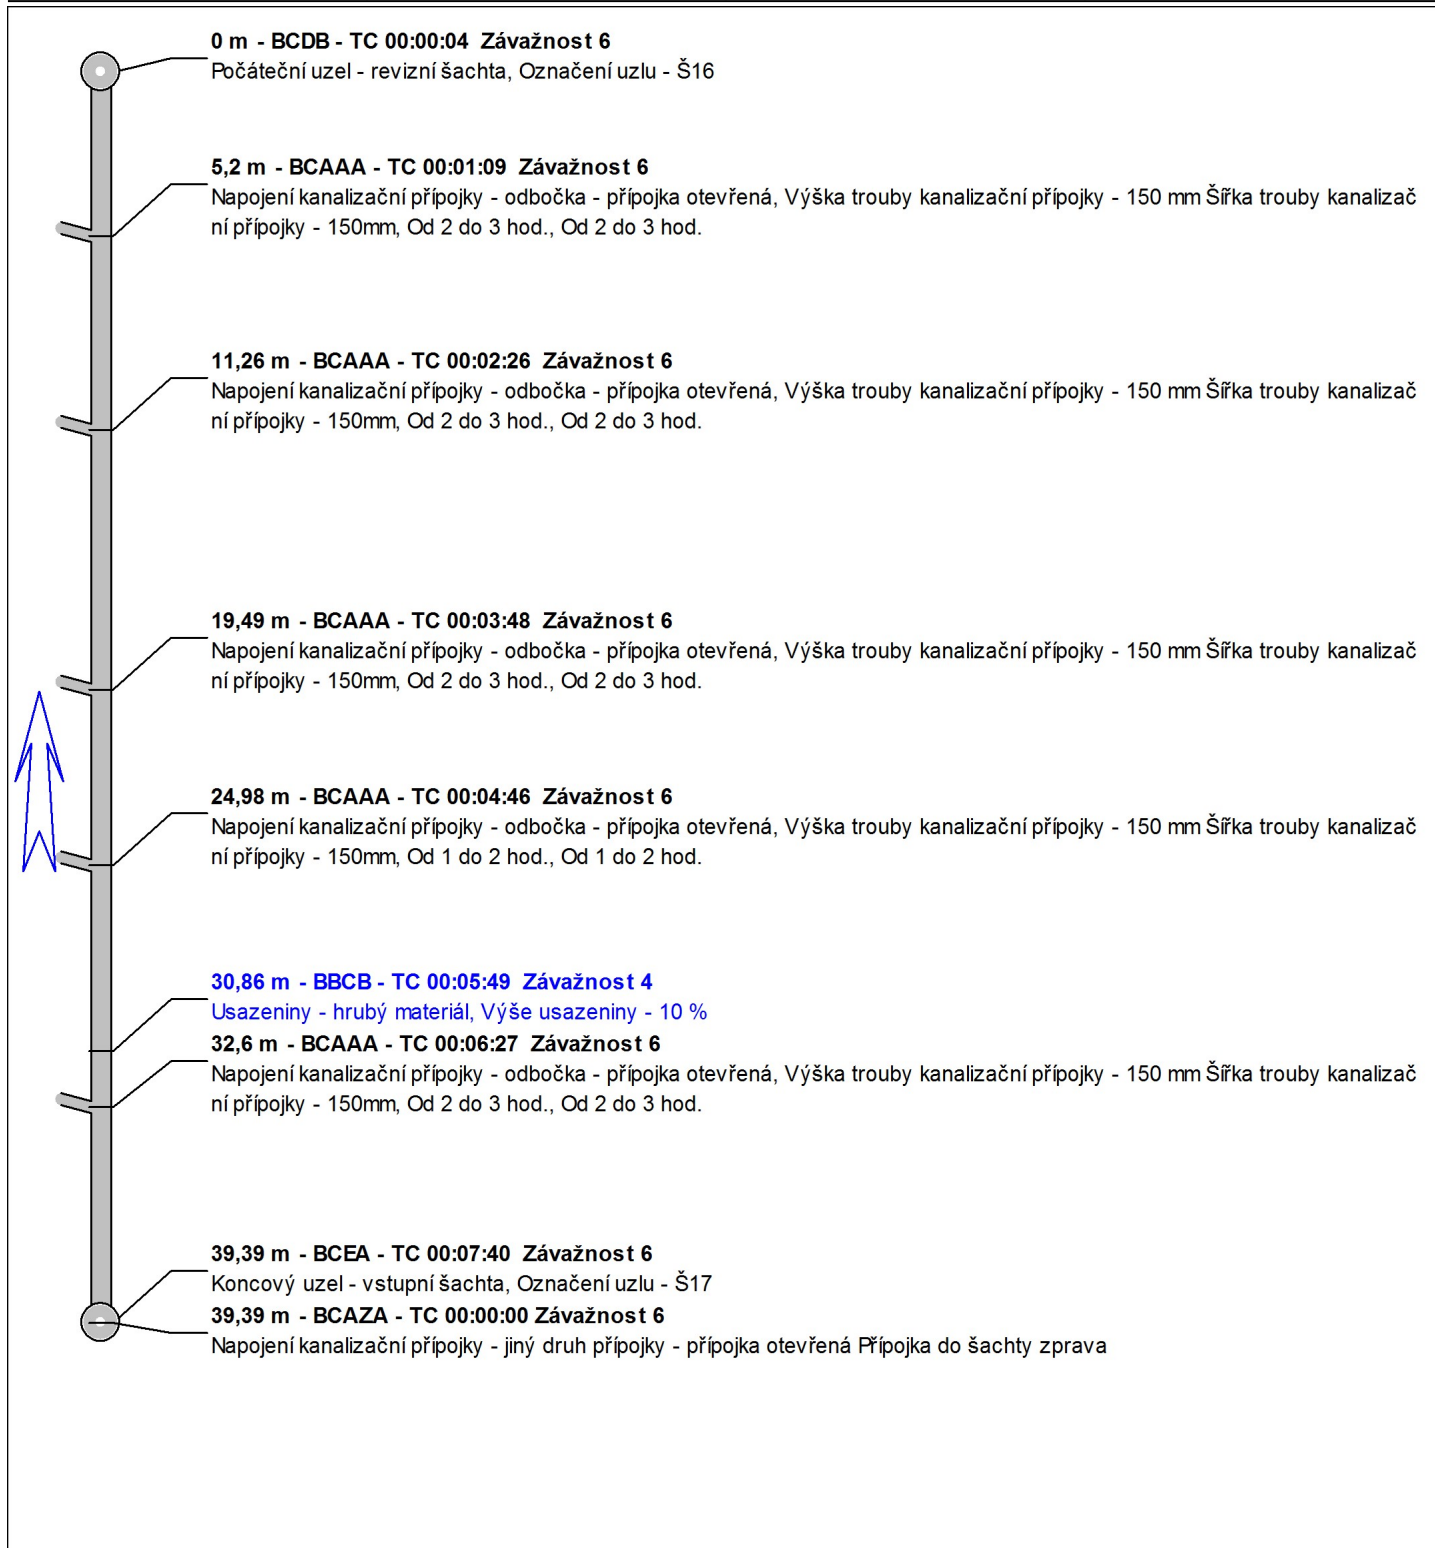 0 m - BCDB - TC 00:00:04 Závažnost 6
Počáteční uzel - revizní šachta, Označení uzlu - Š16
5,2 m - BCAAA - TC 00:01:09 Závažnost 6
Napojení kanalizační přípojky - odbočka - přípojka otevřená, Výška trouby kanalizační přípojky - 150 mm Šířka trouby kanalizač
ní přípojky - 150mm, Od 2 do 3 hod., Od 2 do 3 hod.
11,26 m - BCAAA - TC 00:02:26 Závažnost 6
Napojení kanalizační přípojky - odbočka - přípojka otevřená, Výška trouby kanalizační přípojky - 150 mm Šířka trouby kanalizač
ní přípojky - 150mm, Od 2 do 3 hod., Od 2 do 3 hod.
19,49 m - BCAAA - TC 00:03:48 Závažnost 6
Napojení kanalizační přípojky - odbočka - přípojka otevřená, Výška trouby kanalizační přípojky - 150 mm Šířka trouby kanalizač
ní přípojky - 150mm, Od 2 do 3 hod., Od 2 do 3 hod.
24,98 m - BCAAA - TC 00:04:46 Závažnost 6
Napojení kanalizační přípojky - odbočka - přípojka otevřená, Výška trouby kanalizační přípojky - 150 mm Šířka trouby kanalizač
ní přípojky - 150mm, Od 1 do 2 hod., Od 1 do 2 hod.
30,86 m - BBCB - TC 00:05:49 Závažnost 4
Usazeniny - hrubý materiál, Výše usazeniny - 10 %
32,6 m - BCAAA - TC 00:06:27 Závažnost 6
Napojení kanalizační přípojky - odbočka - přípojka otevřená, Výška trouby kanalizační přípojky - 150 mm Šířka trouby kanalizač
ní přípojky - 150mm, Od 2 do 3 hod., Od 2 do 3 hod.
39,39 m - BCEA - TC 00:07:40 Závažnost 6
Koncový uzel - vstupní šachta, Označení uzlu - Š17
39,39 m - BCAZA - TC 00:00:00 Závažnost 6
Napojení kanalizační přípojky - jiný druh přípojky - přípojka otevřená Přípojka do šachty zprava